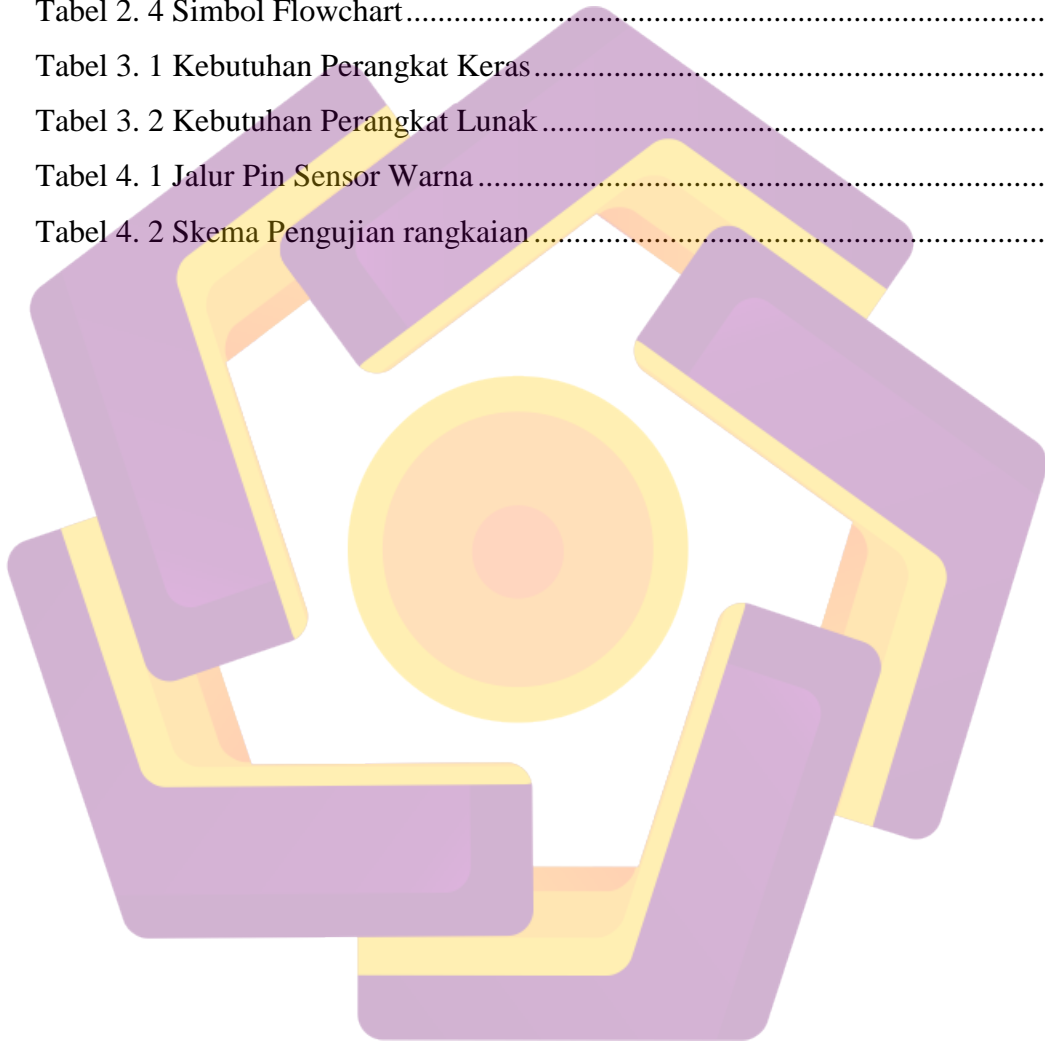 Tabel 2. 4 Simbol Flowchart................................................................................
Tabel 3. 1 Kebutuhan Perangkat Keras................................................................
Tabel 3. 2 Kebutuhan Perangkat Lunak...............................................................
Tabel 4. 1 Jalur Pin Sensor Warna.......................................................................
Tabel 4. 2 Skema Pengujian rangkaian................................................................